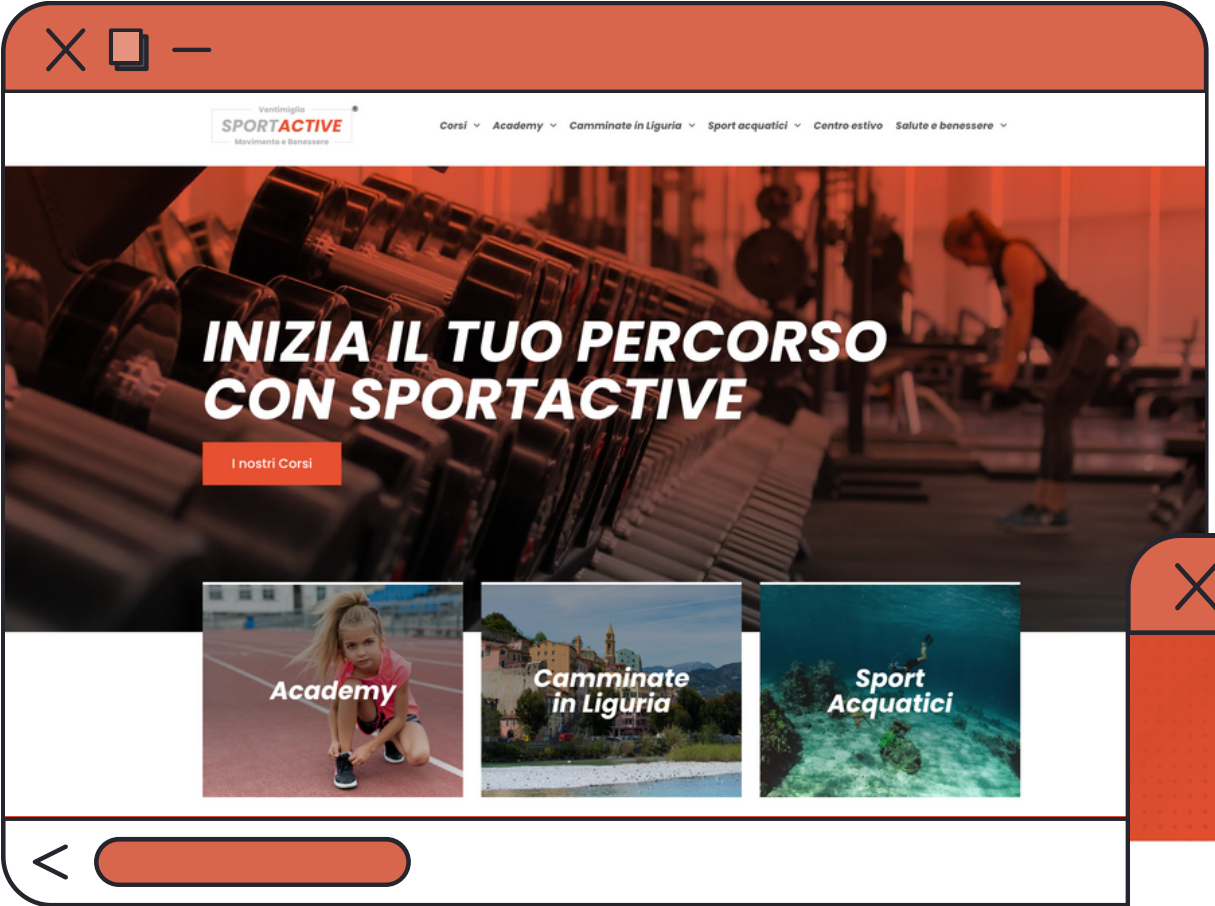 Ventimiglia
SPORTACTIVE®
Movimento e Benessere
Corsi Academy Camminate in Liguria Sport acquatici Centro estivo Salute e benessere
INIZIA IL TUO PERCORSO
CON SPORTACTIVE
I nostri Corsi
Academy
Camminate
in Liguria
Sport
Acquatici